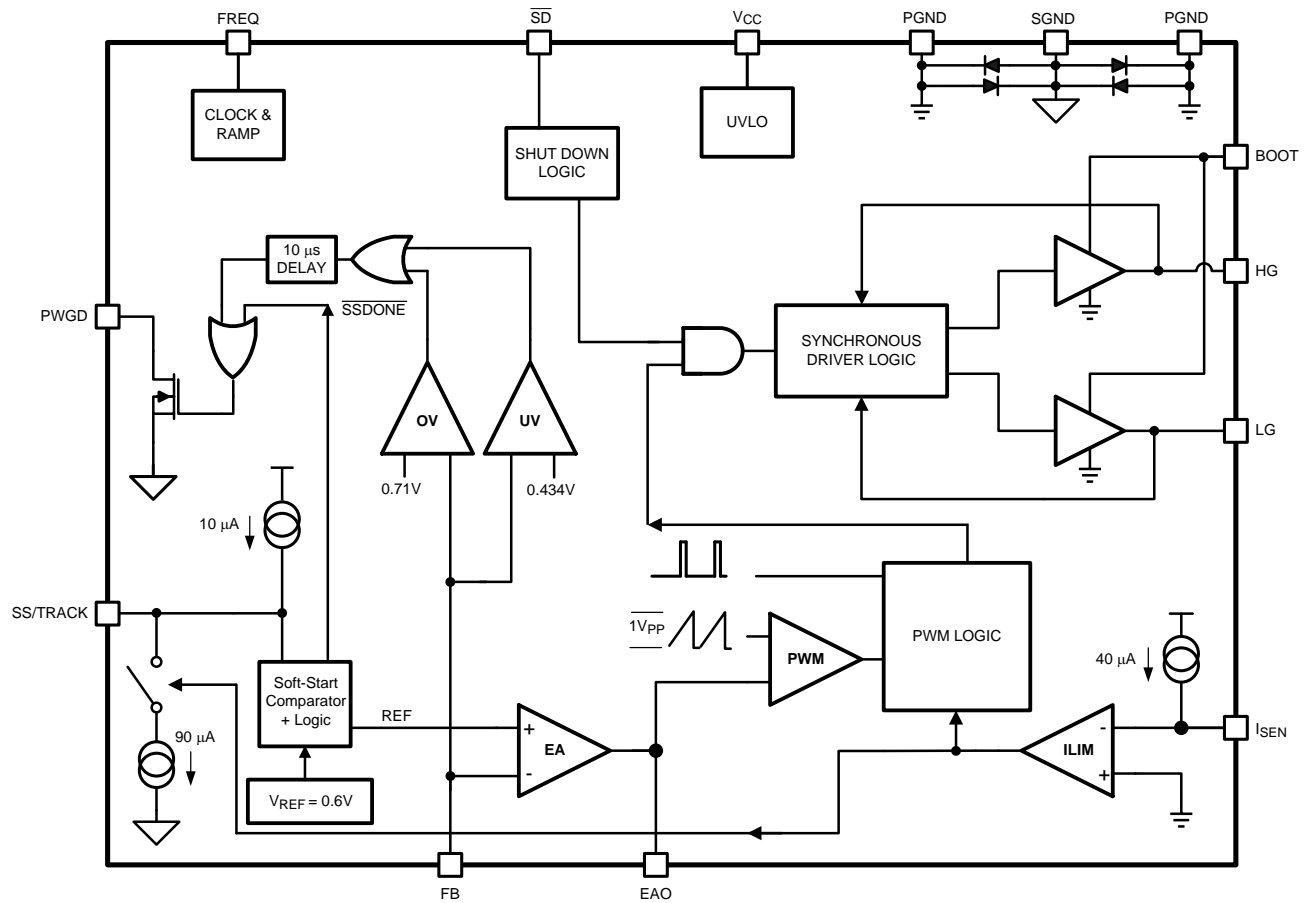 FREQ
SD
VCC
PGND
SGND
PGND
CLOCK &
RAMP
UVLO
SHUT DOWN
LOGIC
BOOT
10 μs
DELAY
HG
SSDONE
PWGD
SYNCHRONOUS
DRIVER LOGIC
OV
UV
LG
0.71V
0.434V
10 μA
SS/TRACK
1VPP
PWM
PWM LOGIC
40 μA
Soft-Start
Comparator
+ Logic
REF
+
EA
-
-
ILIM
+
ISEN
90 μA
VREF = 0.6V
FB
EAO